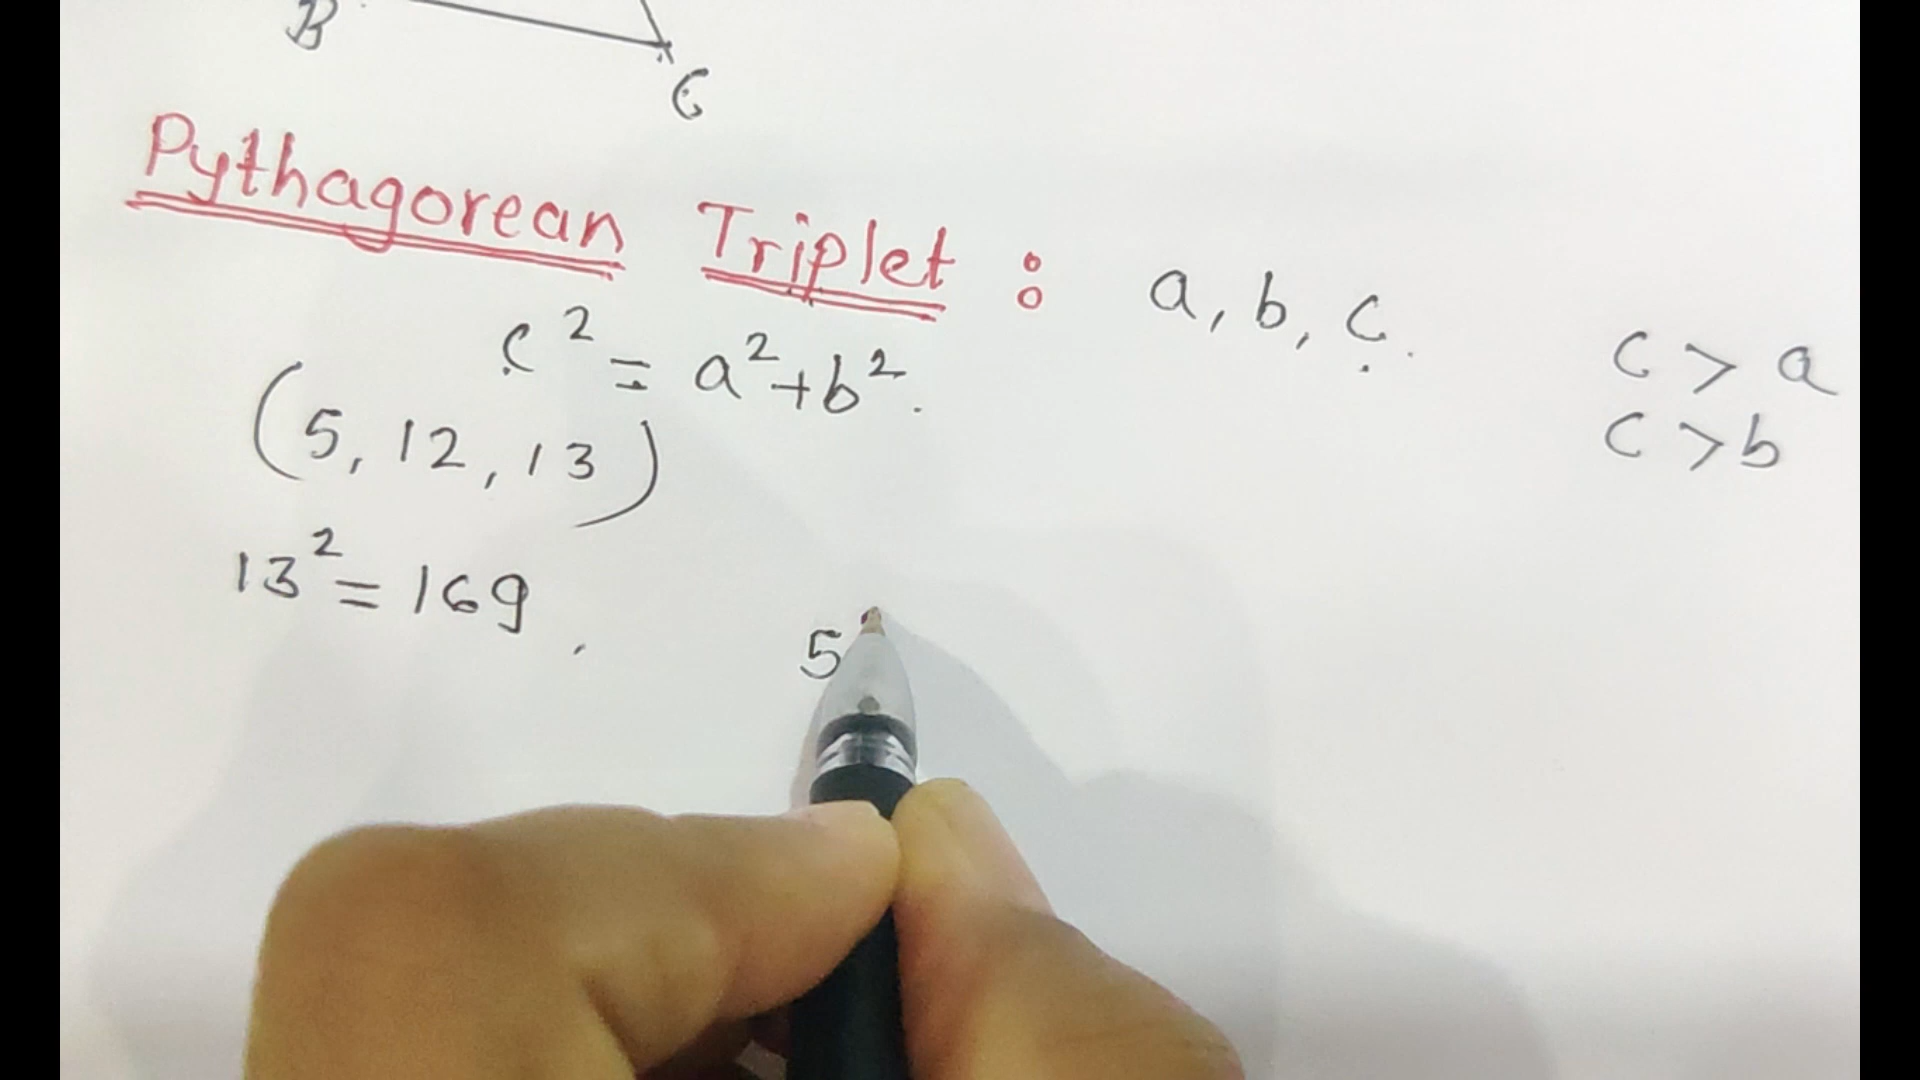 B
C
Pythagorean Triplet : a, b, c.
c² = a²+b².
c > a
c > b
(5, 12, 13)
13² = 169.
5